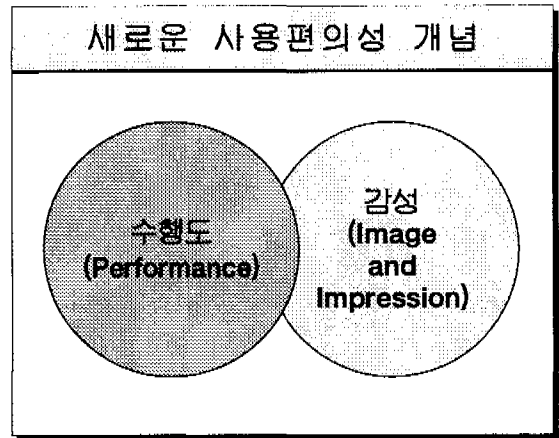 새로운 사용편의성 개념
수행도
(Performance)
감성
(Image
and
Impression)